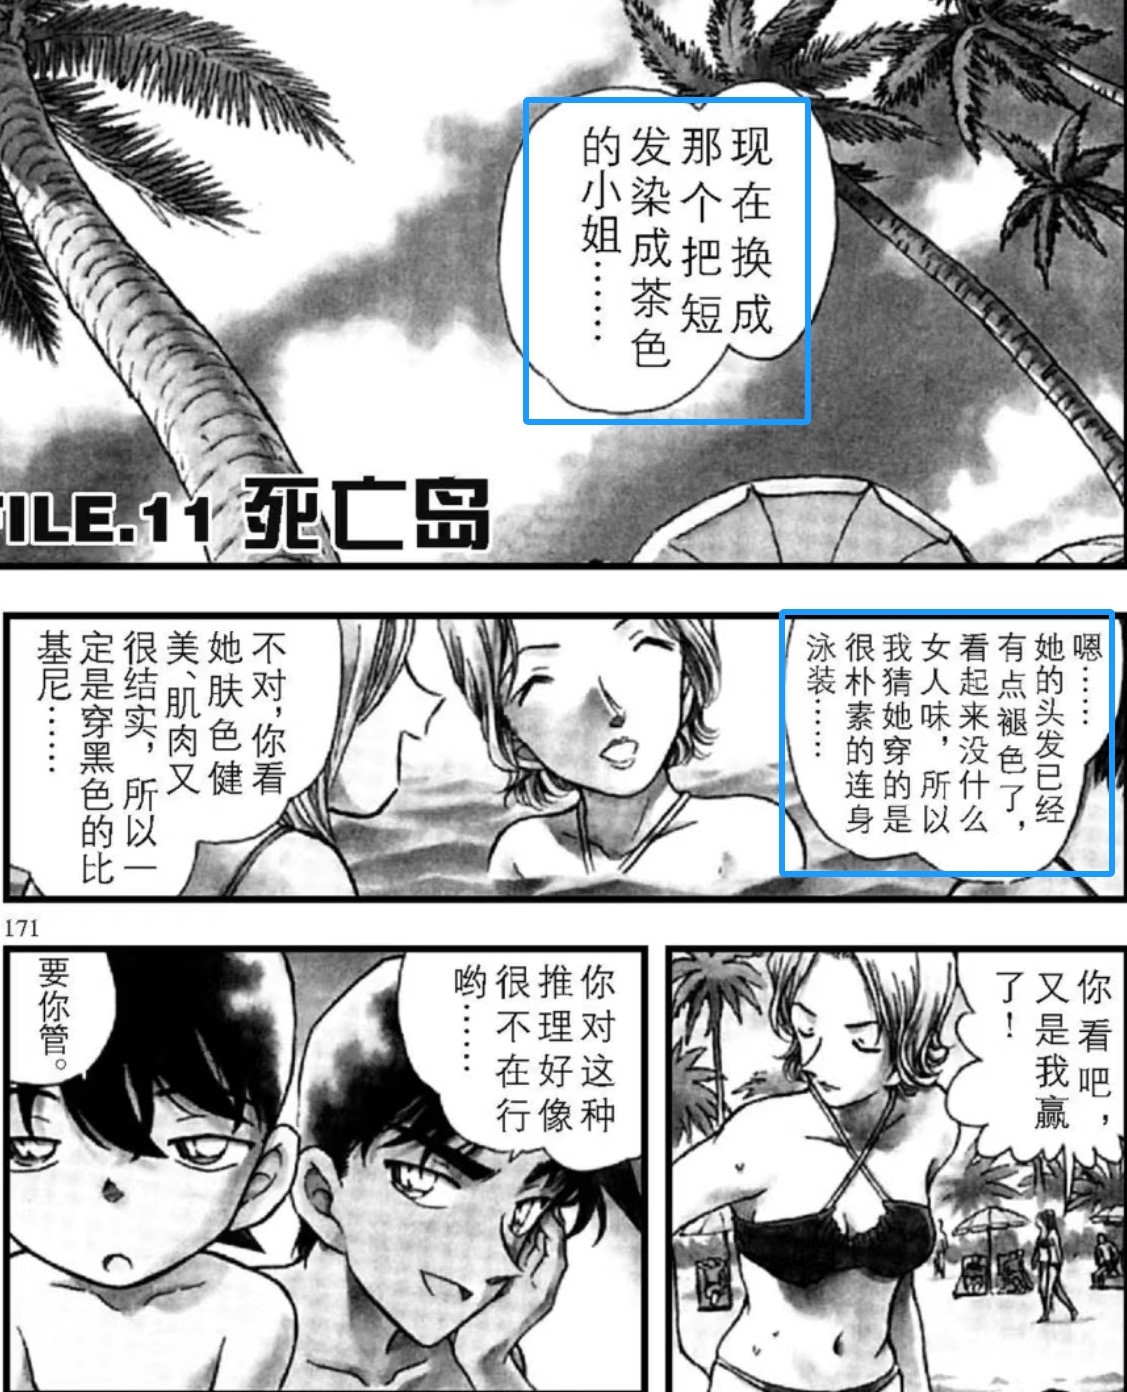 现在换成
那个把短
发染成茶色
的小姐……
FILE.11 死亡岛
嗯……
她的头发已经
有点褪色了，
看起来没什么
女人味，所以
我猜她穿的是
很朴素的连身
泳装……
不对，你看
她肤色健
美、肌肉又
很结实，所以一
定是穿黑色的比
基尼……
171
你看吧，
又是我赢
了！
你对这种
推理好像
很不在行
哟……
要你管。